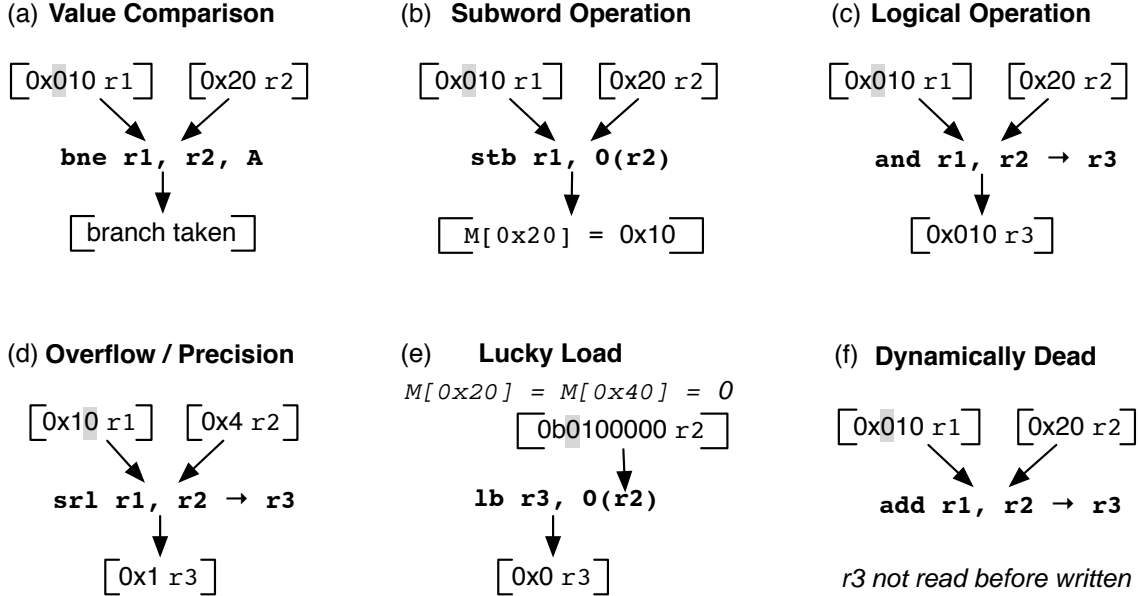 (a) Value Comparison
0x010 r1 0x20 r2
bne r1, r2, A
branch taken
(b) Subword Operation
0x010 r1 0x20 r2
stb r1, 0(r2)
M[0x20] = 0x10
(c) Logical Operation
0x010 r1 0x20 r2
and r1, r2 → r3
0x010 r3
(d) Overflow / Precision
0x10 r1 0x4 r2
srl r1, r2 → r3
0x1 r3
(e) Lucky Load
M[0x20] = M[0x40] = 0
0b0100000 r2
lb r3, 0(r2)
0x0 r3
(f) Dynamically Dead
0x010 r1 0x20 r2
add r1, r2 → r3
r3 not read before written